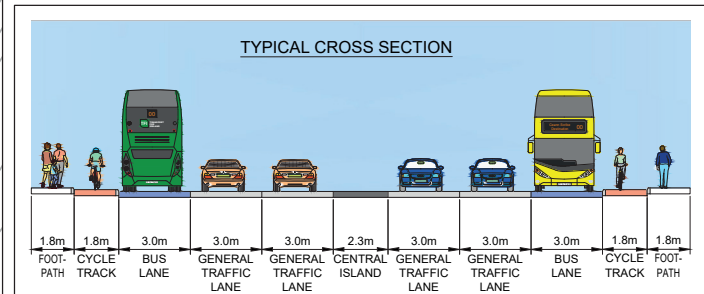 TYPICAL CROSS SECTION
1.8m 1.8m 3.0m 3.0m 3.0m 2.3m 3.0m 3.0m 3.0m 1.8m 1.8m
FOOT- CYCLE BUS GENERAL GENERAL CENTRAL GENERAL GENERAL BUS CYCLE FOOT-
PATH TRACK LANE TRAFFIC TRAFFIC ISLAND TRAFFIC TRAFFIC LANE TRACK PATH
LANE LANE LANE LANE